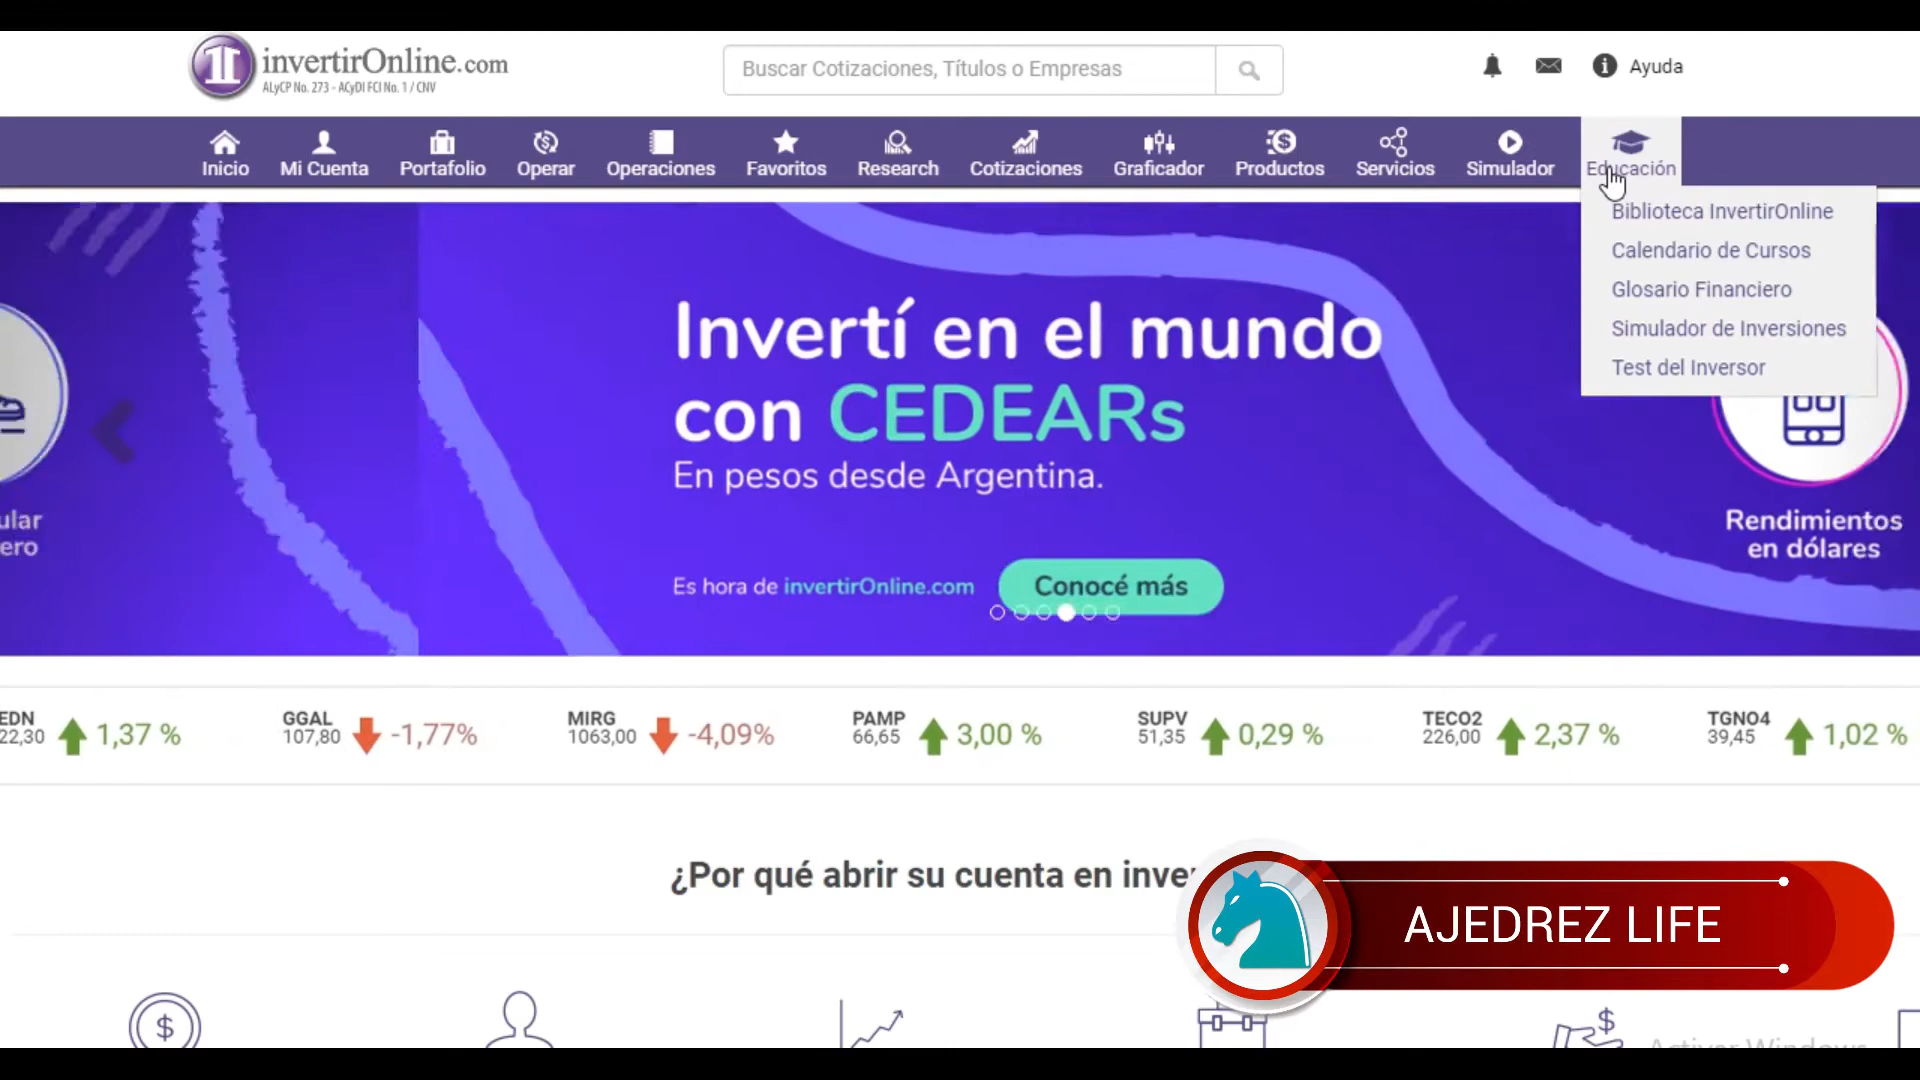 invertirOnline.com
ALyCP No. 273 - ACyDI FCI No. 1 / CNV
Buscar Cotizaciones, Títulos o Empresas
Ayuda
Inicio
Mi Cuenta
Portafolio
Operar
Operaciones
Favoritos
Research
Cotizaciones
Graficador
Productos
Servicios
Simulador
Educación
Biblioteca InvertirOnline
Calendario de Cursos
Glosario Financiero
Simulador de Inversiones
Test del Inversor
Invertí en el mundo
con CEDEARs
En pesos desde Argentina.
Es hora de invertirOnline.com
Conocé más
ular
ero
Rendimientos
en dólares
EDN
22,30
1,37 %
GGAL
107,80
-1,77%
MIRG
1063,00
-4,09%
PAMP
66,65
3,00 %
SUPV
51,35
0,29 %
TECO2
226,00
2,37 %
TGNO4
39,45
1,02 %
¿Por qué abrir su cuenta en inver
AJEDREZ LIFE
Activar Windows